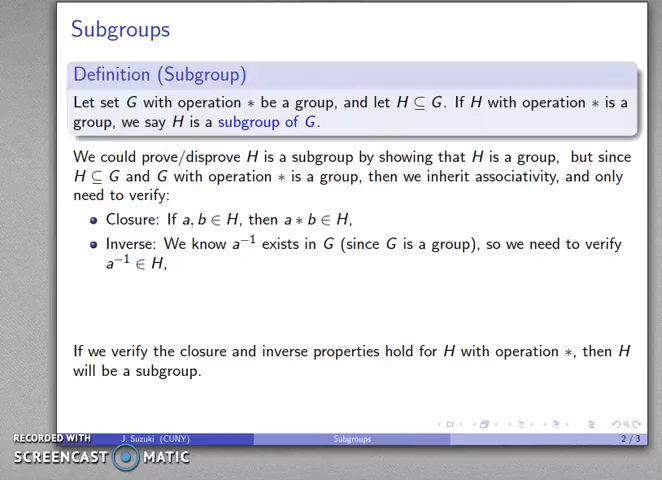 Subgroups
Definition (Subgroup)
Let set G with operation * be a group, and let H ⊆ G. If H with operation * is a
group, we say H is a subgroup of G.
We could prove/disprove H is a subgroup by showing that H is a group, but since
H ⊆ G and G with operation * is a group, then we inherit associativity, and only
need to verify:
Closure: If a, b ∈ H, then a * b ∈ H,
Inverse: We know a⁻¹ exists in G (since G is a group), so we need to verify
a⁻¹ ∈ H,
If we verify the closure and inverse properties hold for H with operation *, then H
will be a subgroup.
J. Suzuki (CUNY) Subgroups 2 / 3
RECORDED WITH
SCREENCAST MATIC